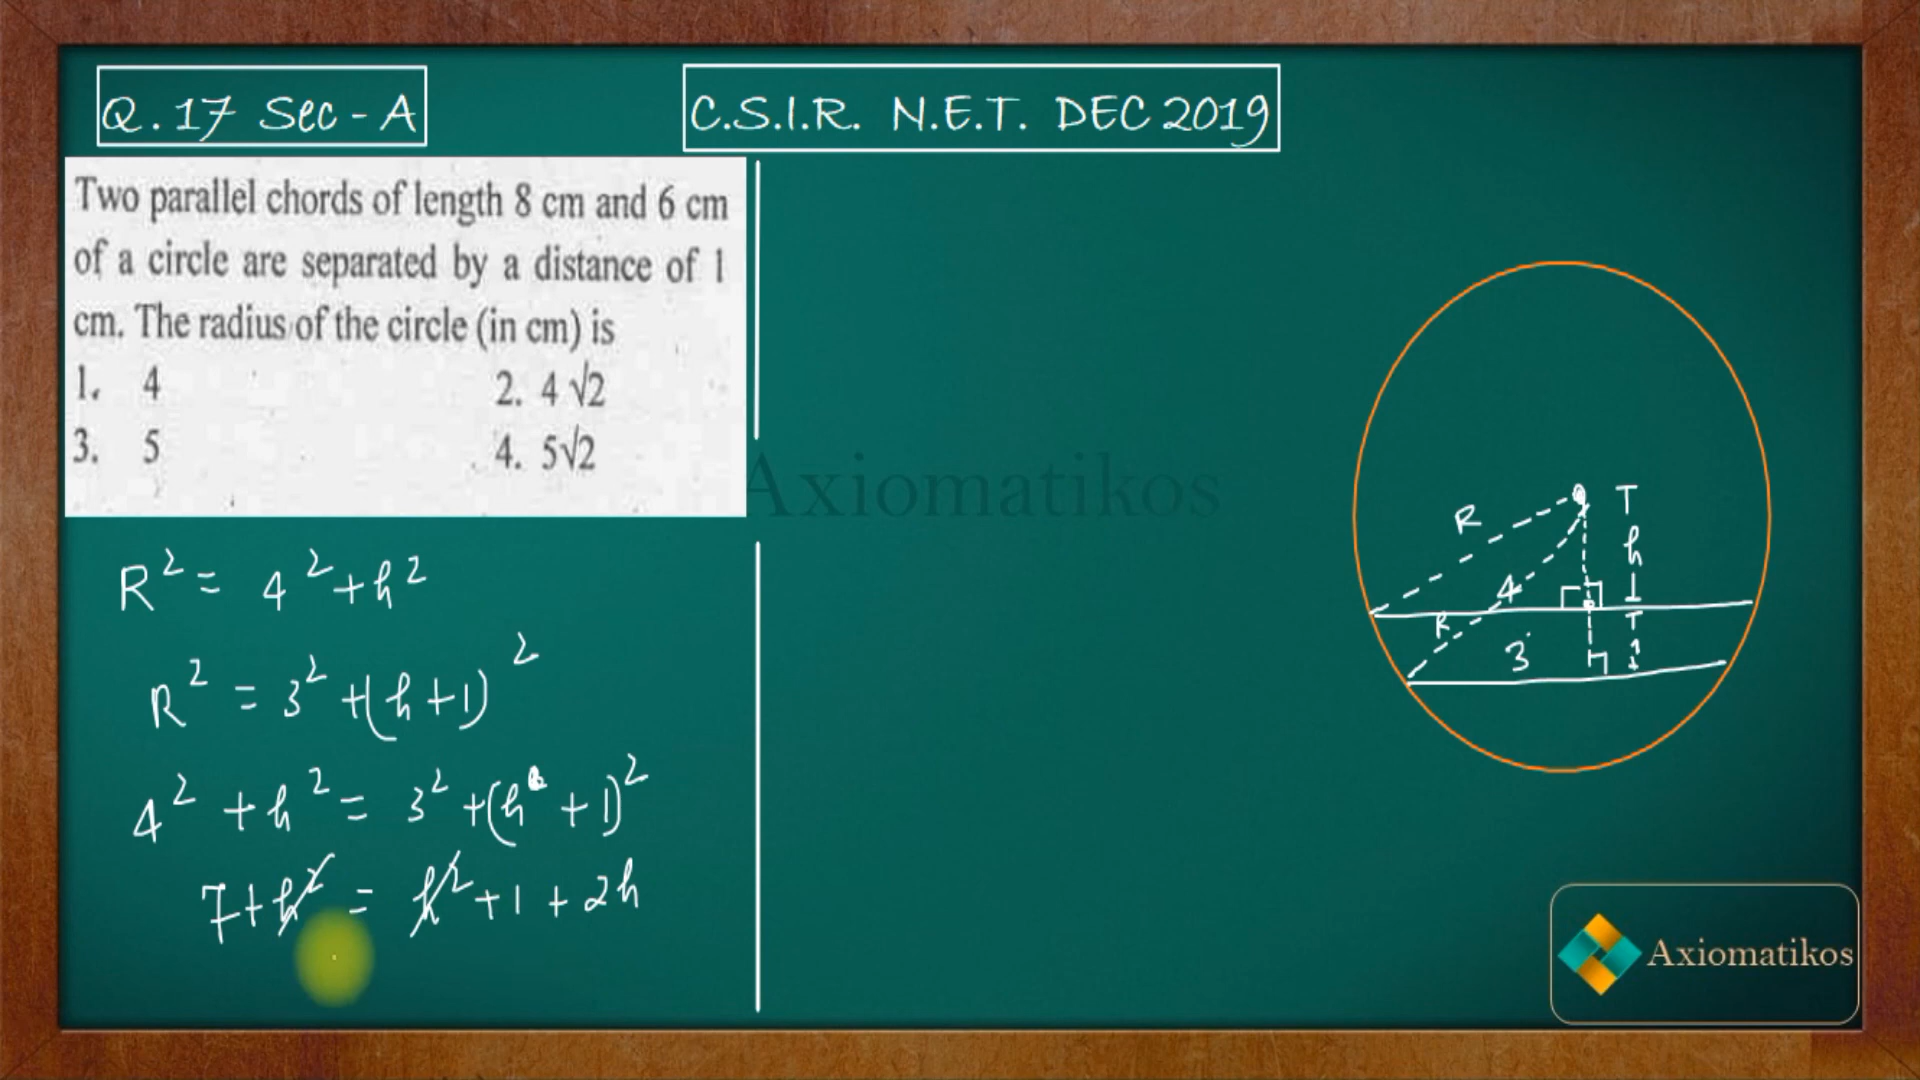 Q. 17 Sec - A
C.S.I.R. N.E.T. DEC 2019
Two parallel chords of length 8 cm and 6 cm
of a circle are separated by a distance of 1
cm. The radius of the circle (in cm) is
1. 4
2. 4 √2
3. 5
4. 5√2
R² = 4² + h²
R² = 3² + (h + 1)²
4² + h² = 3² + (h + 1)²
7 + h² = h² + 1 + 2h
Axiomatikos
R
h
4
R
3
1
Axiomatikos